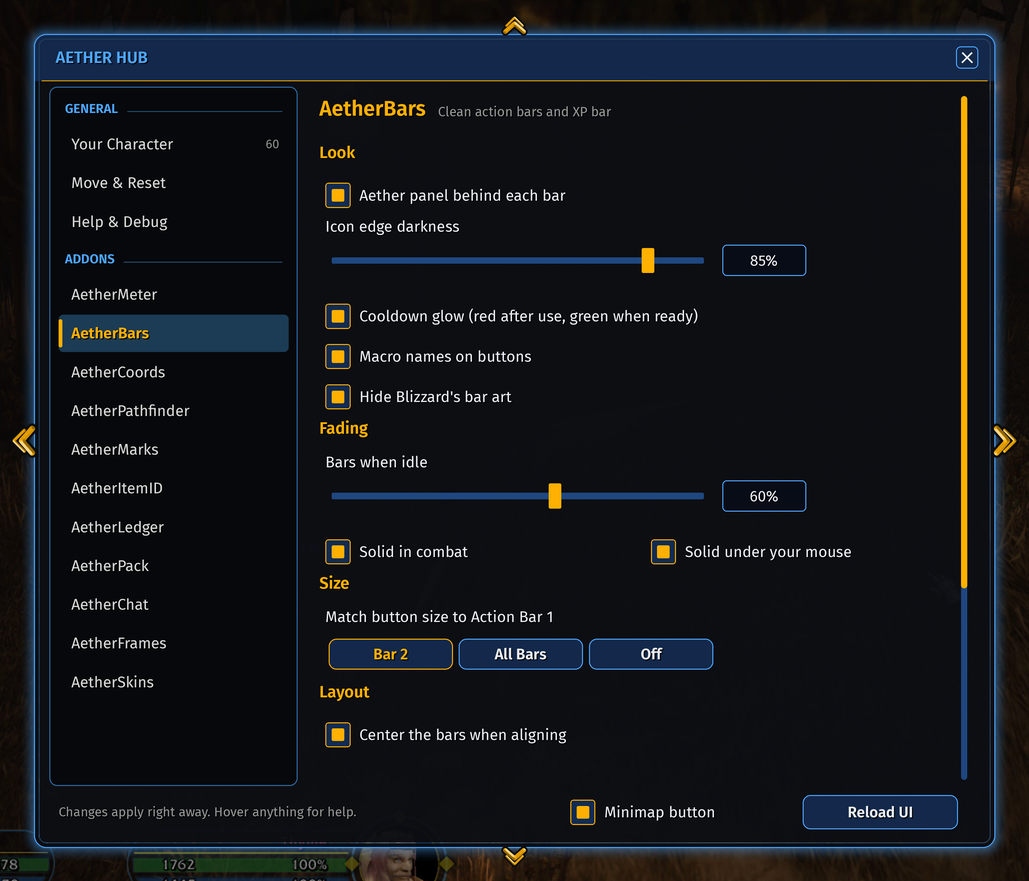 AETHER HUB
GENERAL
Your Character 60
Move & Reset
Help & Debug
ADDONS
AetherMeter
AetherBars
AetherCoords
AetherPathfinder
AetherMarks
AetherItemID
AetherLedger
AetherPack
AetherChat
AetherFrames
AetherSkins
AetherBars Clean action bars and XP bar
Look
Aether panel behind each bar
Icon edge darkness
85%
Cooldown glow (red after use, green when ready)
Macro names on buttons
Hide Blizzard's bar art
Fading
Bars when idle
60%
Solid in combat Solid under your mouse
Size
Match button size to Action Bar 1
Bar 2 All Bars Off
Layout
Center the bars when aligning
Changes apply right away. Hover anything for help. Minimap button Reload UI
78 1762 100%